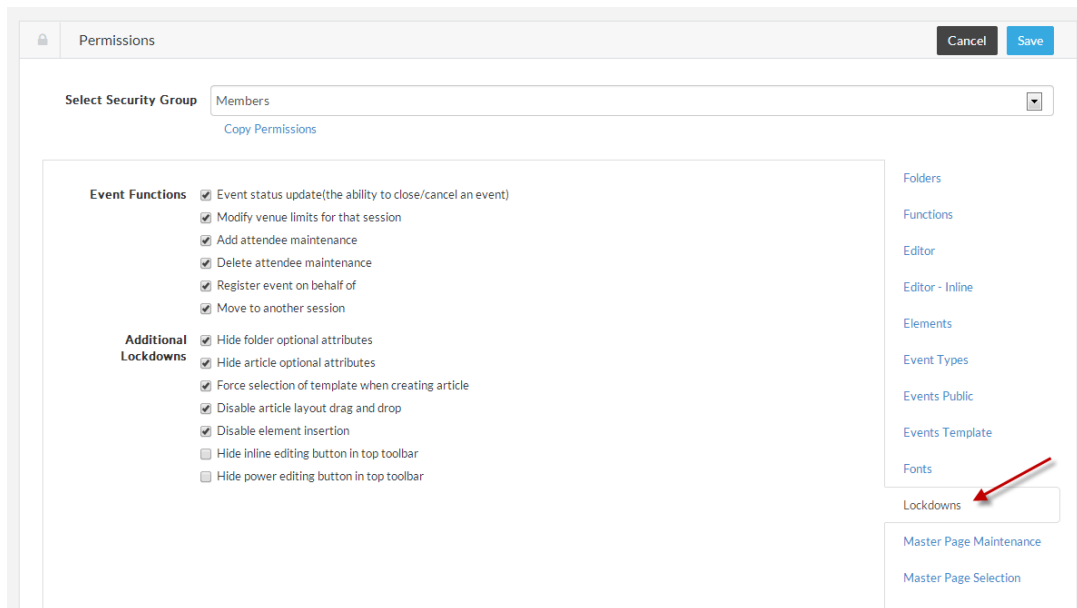 Permissions
Cancel
Save
Select Security Group
Members
Copy Permissions
Event Functions
Event status update(the ability to close/cancel an event)
Modify venue limits for that session
Add attendee maintenance
Delete attendee maintenance
Register event on behalf of
Move to another session
Additional
Lockdowns
Hide folder optional attributes
Hide article optional attributes
Force selection of template when creating article
Disable article layout drag and drop
Disable element insertion
Hide inline editing button in top toolbar
Hide power editing button in top toolbar
Folders
Functions
Editor
Editor - Inline
Elements
Event Types
Events Public
Events Template
Fonts
Lockdowns
Master Page Maintenance
Master Page Selection